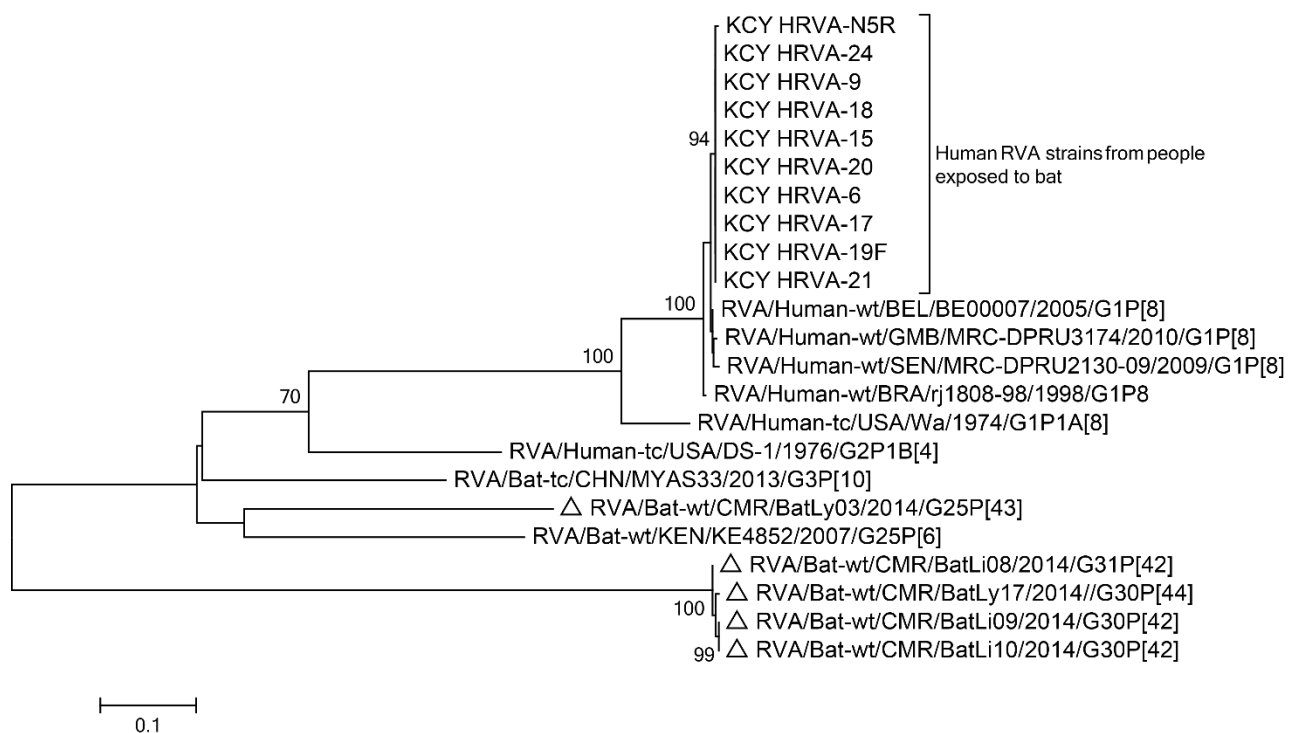 KCY HRVA-N5R
KCY HRVA-24
KCY HRVA-9
KCY HRVA-18
94
KCY HRVA-15
Human RVA strains from people
exposed to bat
KCY HRVA-20
KCY HRVA-6
KCY HRVA-17
KCY HRVA-19F
KCY HRVA-21
100
RVA/Human-wt/BEL/BE00007/2005/G1P[8]
RVA/Human-wt/GMB/MRC-DPRU3174/2010/G1P[8]
100
RVA/Human-wt/SEN/MRC-DPRU2130-09/2009/G1P[8]
70
RVA/Human-wt/BRA/rj1808-98/1998/G1P8
RVA/Human-tc/USA/Wa/1974/G1P1A[8]
RVA/Human-tc/USA/DS-1/1976/G2P1B[4]
RVA/Bat-tc/CHN/MYAS33/2013/G3P[10]
△ RVA/Bat-wt/CMR/BatLy03/2014/G25P[43]
RVA/Bat-wt/KEN/KE4852/2007/G25P[6]
△ RVA/Bat-wt/CMR/BatLi08/2014/G31P[42]
100
△ RVA/Bat-wt/CMR/BatLy17/2014//G30P[44]
△ RVA/Bat-wt/CMR/BatLi09/2014/G30P[42]
99
△ RVA/Bat-wt/CMR/BatLi10/2014/G30P[42]
0.1